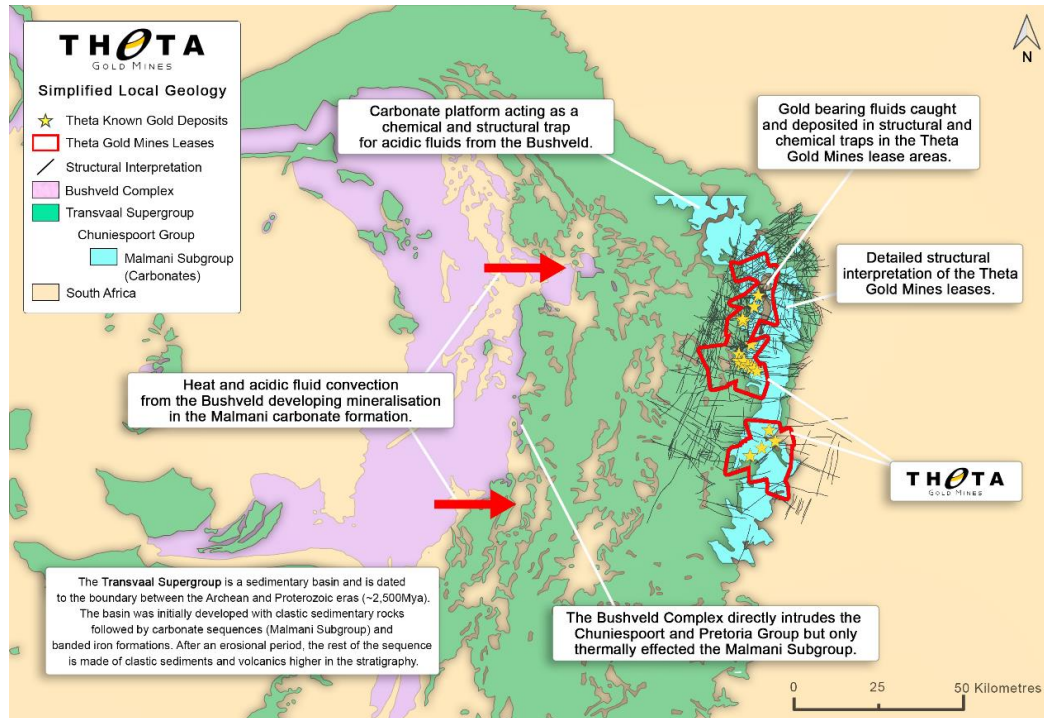 THETA
GOLD MINES
Simplified Local Geology
Theta Known Gold Deposits
Theta Gold Mines Leases
Structural Interpretation
Bushveld Complex
Transvaal Supergroup
Chuniespoort Group
Malmani Subgroup
(Carbonates)
South Africa
Carbonate platform acting as a
chemical and structural trap
for acidic fluids from the Bushveld.
Gold bearing fluids caught
and deposited in structural and
chemical traps in the Theta
Gold Mines lease areas.
N
Detailed structural
interpretation of the Theta
Gold Mines leases.
Heat and acidic fluid convection
from the Bushveld developing mineralisation
in the Malmani carbonate formation.
THETA
GOLD MINES
The Transvaal Supergroup is a sedimentary basin and is dated
to the boundary between the Archean and Proterozoic eras (~2,500Mya).
The basin was initially developed with clastic sedimentary rocks
followed by carbonate sequences (Malmani Subgroup) and
banded iron formations. After an erosional period, the rest of the sequence
is made of clastic sediments and volcanics higher in the stratigraphy.
The Bushveld Complex directly intrudes the
Chuniespoort and Pretoria Group but only
thermally effected the Malmani Subgroup.
0 25 50 Kilometres